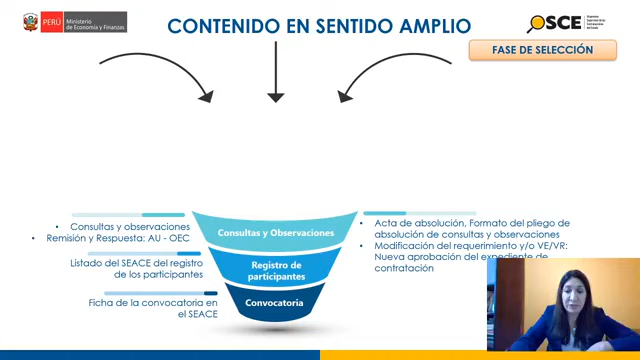 PERÚ
Ministerio
de Economía y Finanzas
CONTENIDO EN SENTIDO AMPLIO
OSCE
FASE DE SELECCIÓN
• Consultas y observaciones
• Remisión y Respuesta: AU - OEC
Listado del SEACE del registro
de los participantes
Ficha de la convocatoria en
el SEACE
Consultas y Observaciones
Registro de
participantes
Convocatoria
• Acta de absolución, Formato del pliego de
absolución de consultas y observaciones
• Modificación del requerimiento y/o VE/VR:
Nueva aprobación del expediente de
contratación